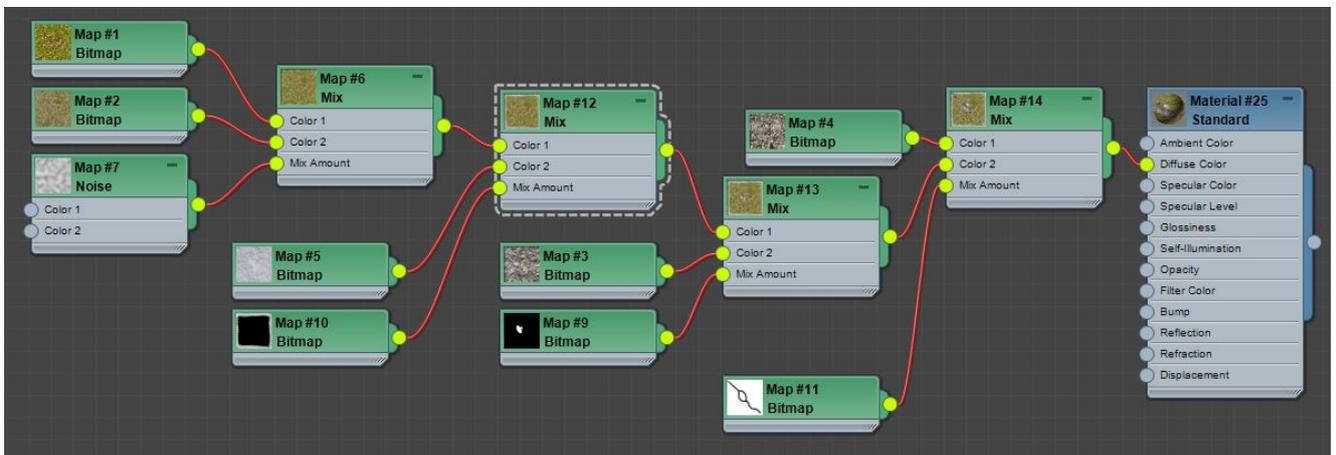 Map #1
Bitmap
Map #2
Bitmap
Map #7
Noise
Color 1
Color 2
Map #6
Mix
Color 1
Color 2
Mix Amount
Map #5
Bitmap
Map #10
Bitmap
Map #12
Mix
Color 1
Color 2
Mix Amount
Map #3
Bitmap
Map #9
Bitmap
Map #4
Bitmap
Map #13
Mix
Color 1
Color 2
Mix Amount
Map #11
Bitmap
Map #14
Mix
Color 1
Color 2
Mix Amount
Material #25
Standard
Ambient Color
Diffuse Color
Specular Color
Specular Level
Glossiness
Self-Illumination
Opacity
Filter Color
Bump
Reflection
Refraction
Displacement